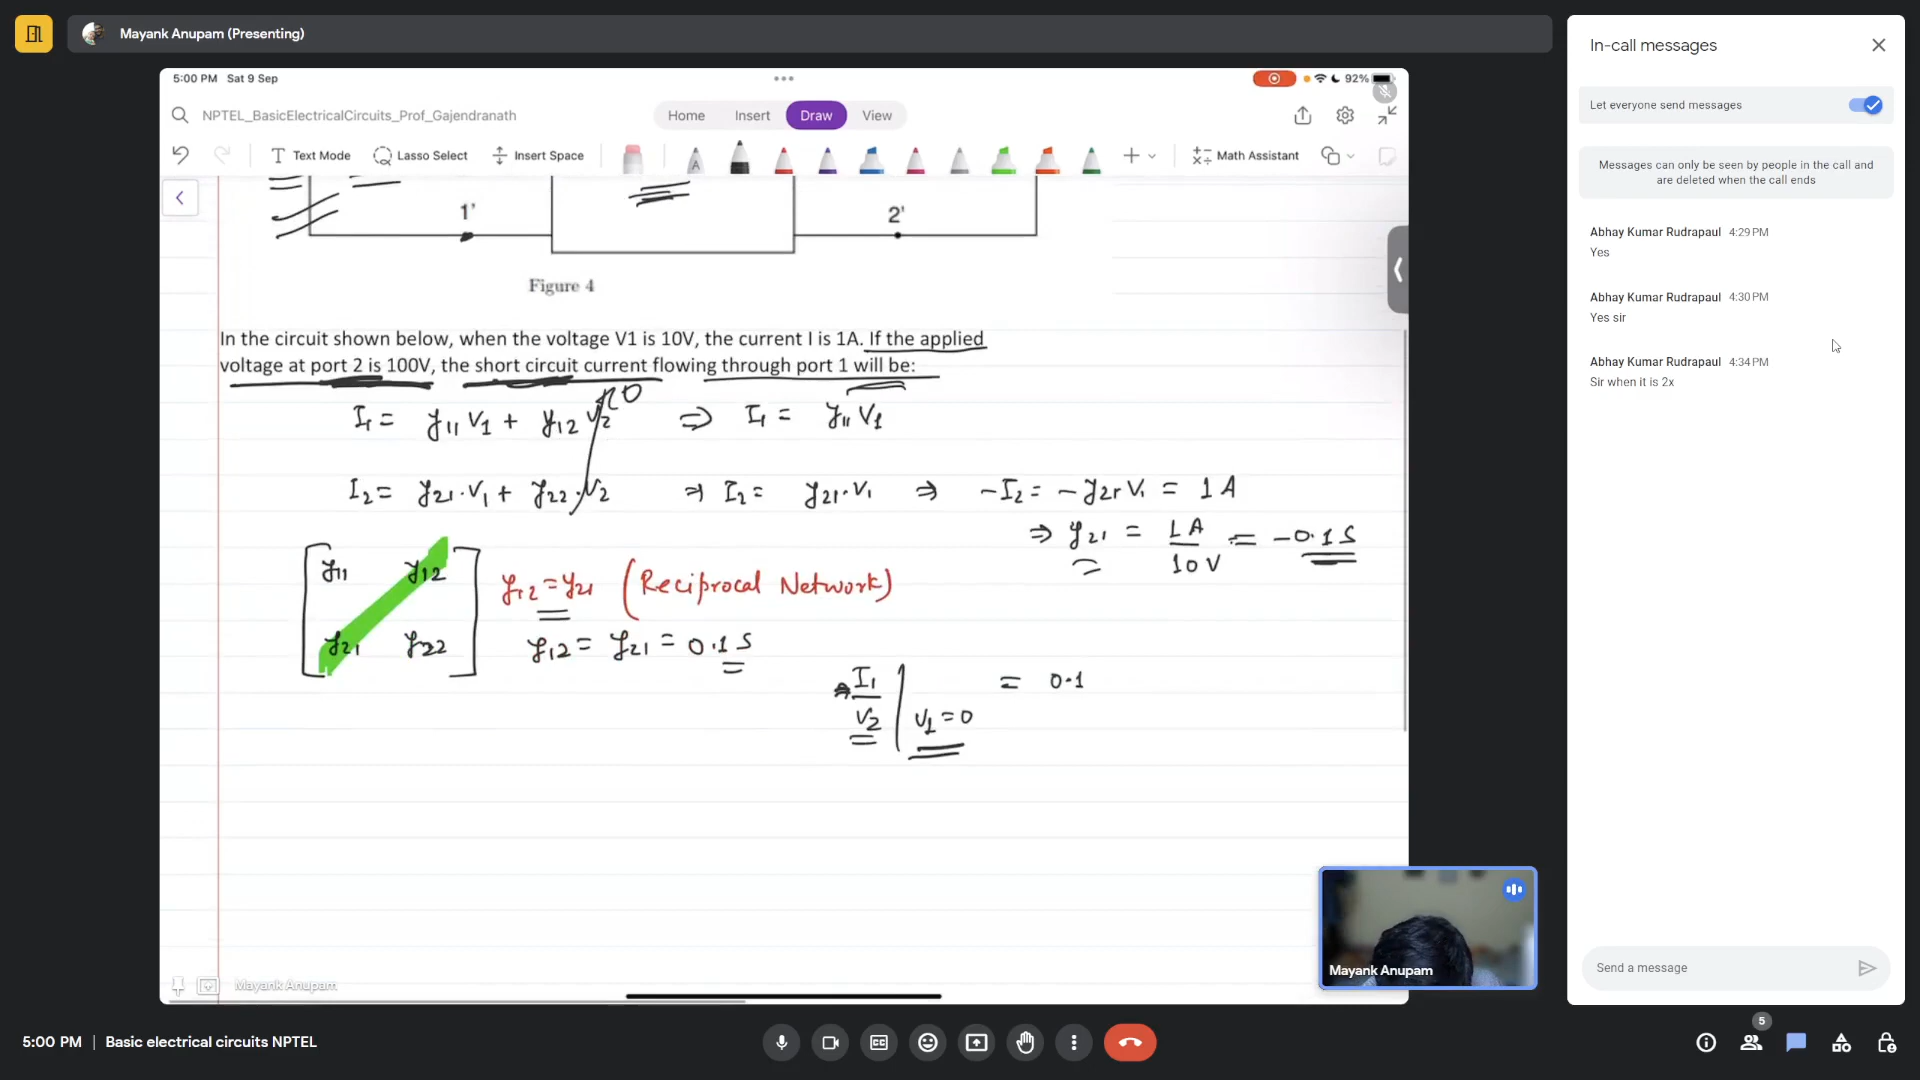 Mayank Anupam (Presenting)
5:00 PM Sat 9 Sep
92%
NPTEL_BasicElectricalCircuits_Prof_Gajendranath
Home Insert Draw View
Text Mode Lasso Select Insert Space Math Assistant
1' 2'
Figure 4
In the circuit shown below, when the voltage V1 is 10V, the current I is 1A. If the applied
voltage at port 2 is 100V, the short circuit current flowing through port 1 will be:
0
I1 = y11 V1 + y12 V2 ⇒ I1 = y11 V1
I2 = y21 . V1 + y22 . V2 ⇒ I2 = y21 . V1 ⇒ -I2 = - y21 V1 = 1 A
⇒ y21 = 1A / 10V = -0.1 S
y11 y12
y21 y22
y12 = y21 (Reciprocal Network)
y12 = y21 = 0.1 S
I1 / V2 | V1 = 0 = 0.1
Mayank Anupam
Mayank Anupam
In-call messages
Let everyone send messages
Messages can only be seen by people in the call and
are deleted when the call ends
Abhay Kumar Rudrapaul 4:29 PM
Yes
Abhay Kumar Rudrapaul 4:30 PM
Yes sir
Abhay Kumar Rudrapaul 4:34 PM
Sir when it is 2x
Send a message
5:00 PM | Basic electrical circuits NPTEL
5